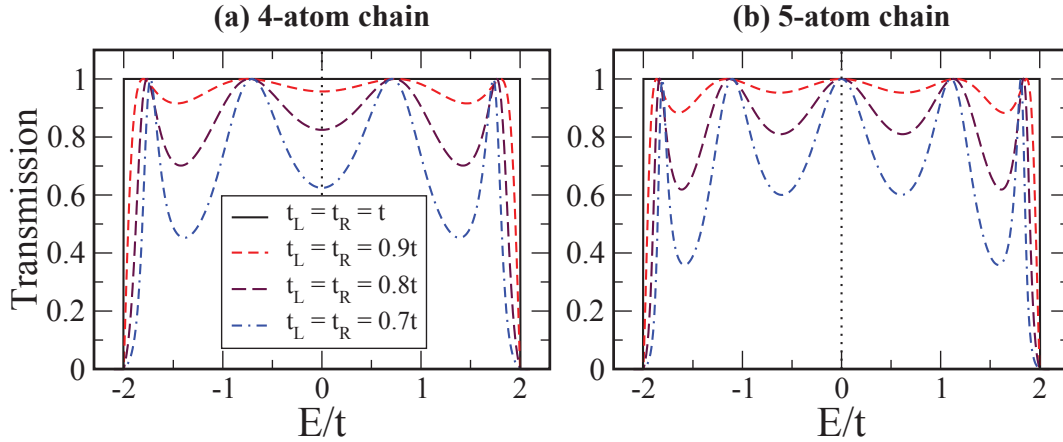 (a) 4-atom chain
(b) 5-atom chain
Transmission
1
0.8
0.6
0.4
0.2
0
t_L = t_R = t
t_L = t_R = 0.9t
t_L = t_R = 0.8t
t_L = t_R = 0.7t
-2 -1 0 1 2
E/t
1
0.8
0.6
0.4
0.2
0
-2 -1 0 1 2
E/t